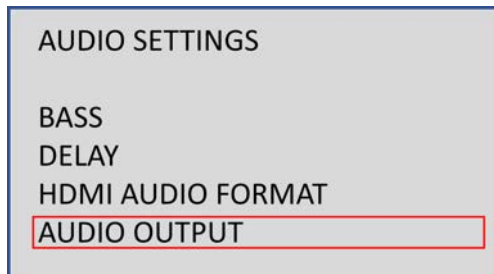 AUDIO SETTINGS
BASS
DELAY
HDMI AUDIO FORMAT
AUDIO OUTPUT